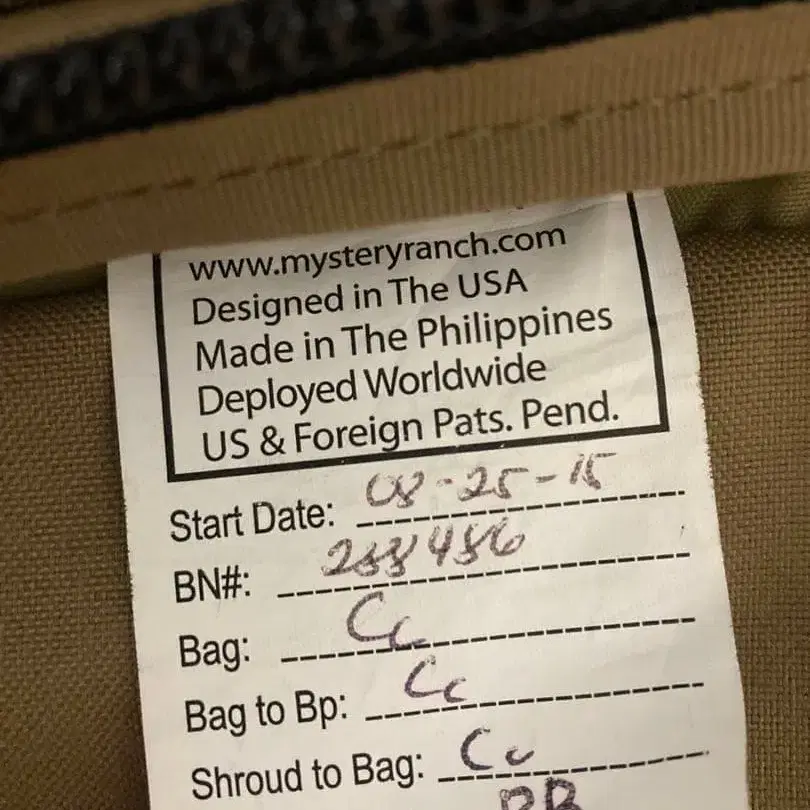 www.mysteryranch.com
Designed in The USA
Made in The Philippines
Deployed Worldwide
US & Foreign Pats. Pend.
Start Date: 08-25-15
BN#:
Bag: Cc
Bag to Bp: Cc
Shroud to Bag: Cc